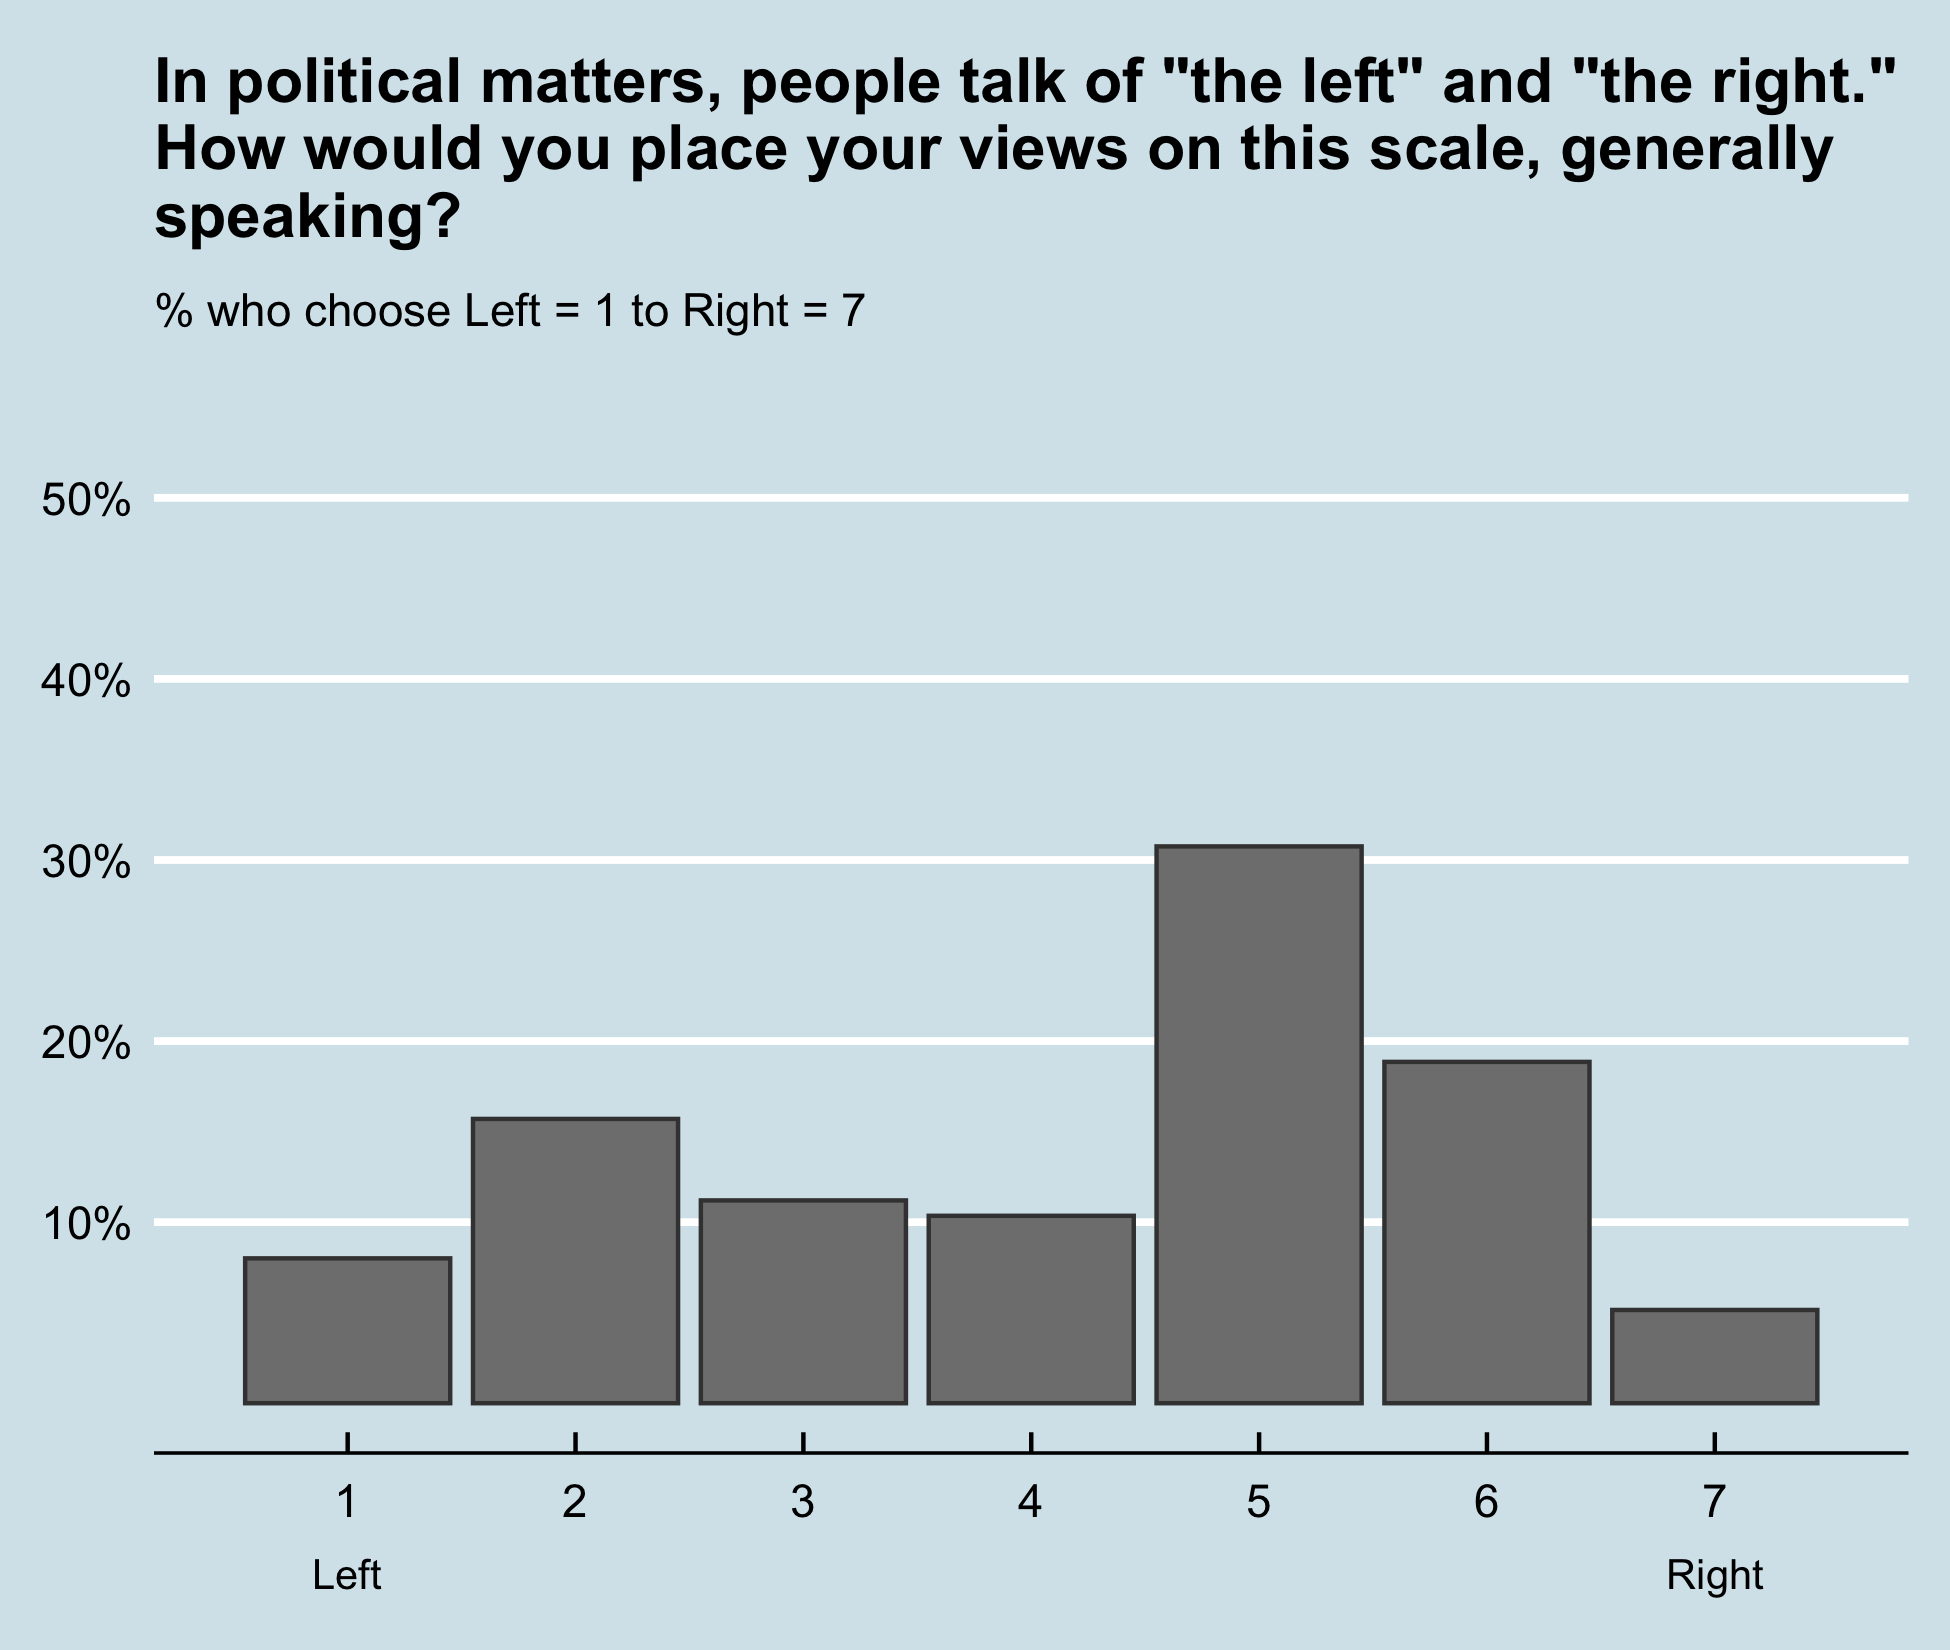 In political matters, people talk of "the left" and "the right."
How would you place your views on this scale, generally
speaking?
% who choose Left = 1 to Right = 7
50%
40%
30%
20%
10%
1 2 3 4 5 6 7
Left Right